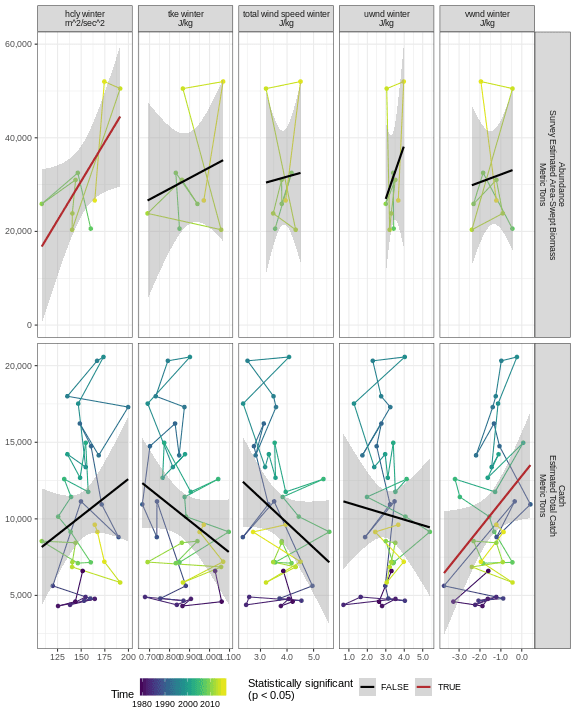 hcly winter
m^2/sec^2
tke winter
J/kg
total wind speed winter
J/kg
uwnd winter
J/kg
vwnd winter
J/kg
60,000
40,000
20,000
0
Abundance
Survey Estimated Area-Swept Biomass
Metric Tons
20,000
15,000
10,000
5,000
Catch
Estimated Total Catch
Metric Tons
125 150 175 200
0.700 0.800 0.900 1.000 1.100
3.0 4.0 5.0
1.0 2.0 3.0 4.0 5.0
-3.0 -2.0 -1.0 0.0
Time
1980 1990 2000 2010
Statistically significant
(p < 0.05)
FALSE
TRUE